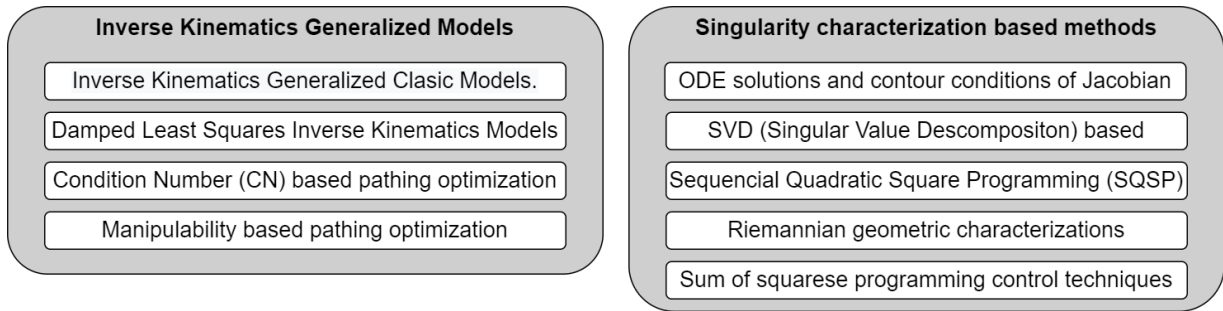 Inverse Kinematics Generalized Models
Inverse Kinematics Generalized Clasic Models.
Damped Least Squares Inverse Kinematics Models
Condition Number (CN) based pathing optimization
Manipulability based pathing optimization
Singularity characterization based methods
ODE solutions and contour conditions of Jacobian
SVD (Singular Value Descompositon) based
Sequencial Quadratic Square Programming (SQSP)
Riemannian geometric characterizations
Sum of squarese programming control techniques